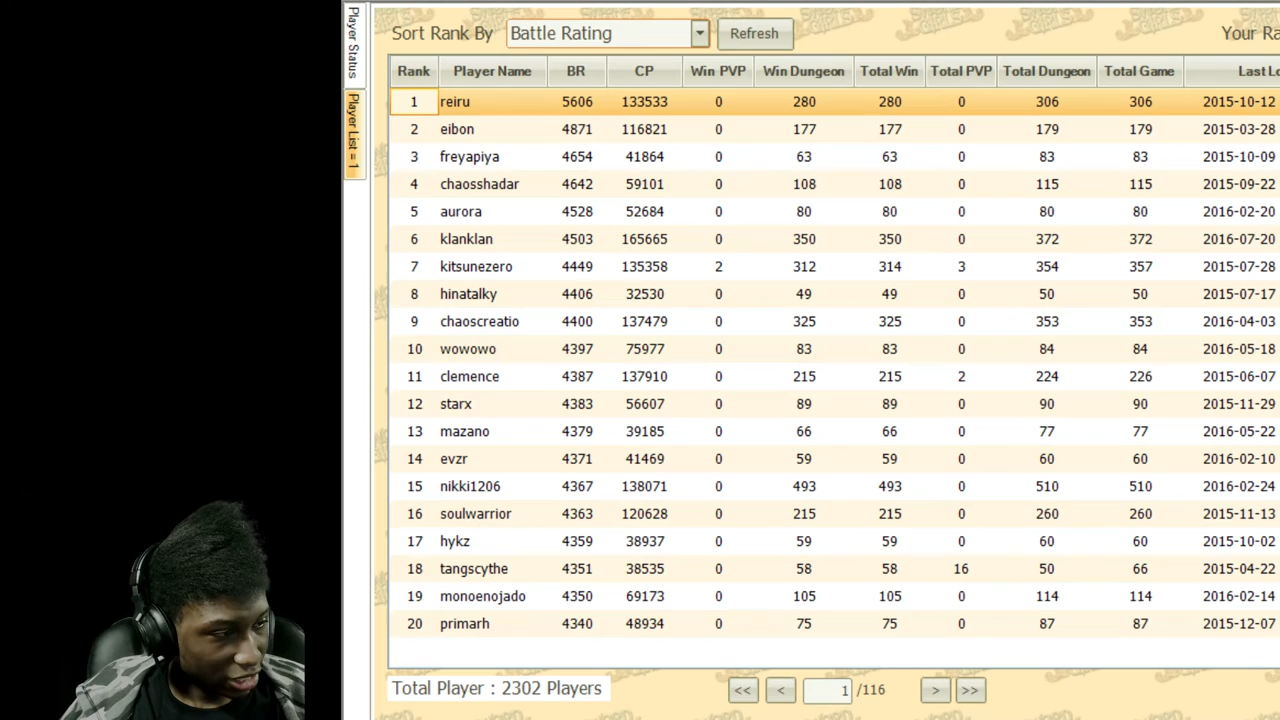 Player Status
Player List = 1
Sort Rank By Battle Rating Refresh Your Ra
Rank Player Name BR CP Win PVP Win Dungeon Total Win Total PVP Total Dungeon Total Game Last Lo
1 reiru 5606 133533 0 280 280 0 306 306 2015-10-12
2 eibon 4871 116821 0 177 177 0 179 179 2015-03-28
3 freyapiya 4654 41864 0 63 63 0 83 83 2015-10-09
4 chaosshadar 4642 59101 0 108 108 0 115 115 2015-09-22
5 aurora 4528 52684 0 80 80 0 80 80 2016-02-20
6 klanklan 4503 165665 0 350 350 0 372 372 2016-07-20
7 kitsunezero 4449 135358 2 312 314 3 354 357 2015-07-28
8 hinatalky 4406 32530 0 49 49 0 50 50 2015-07-17
9 chaoscreatio 4400 137479 0 325 325 0 353 353 2016-04-03
10 wowowo 4397 75977 0 83 83 0 84 84 2016-05-18
11 clemence 4387 137910 0 215 215 2 224 226 2015-06-07
12 starx 4383 56607 0 89 89 0 90 90 2015-11-29
13 mazano 4379 39185 0 66 66 0 77 77 2016-05-22
14 evzr 4371 41469 0 59 59 0 60 60 2016-02-10
15 nikki1206 4367 138071 0 493 493 0 510 510 2016-02-24
16 soulwarrior 4363 120628 0 215 215 0 260 260 2015-11-13
17 hykz 4359 38937 0 59 59 0 60 60 2015-10-02
18 tangscythe 4351 38535 0 58 58 16 50 66 2015-04-22
19 monoenojado 4350 69173 0 105 105 0 114 114 2016-02-14
20 primarh 4340 48934 0 75 75 0 87 87 2015-12-07
Total Player : 2302 Players << < 1 /116 > >>